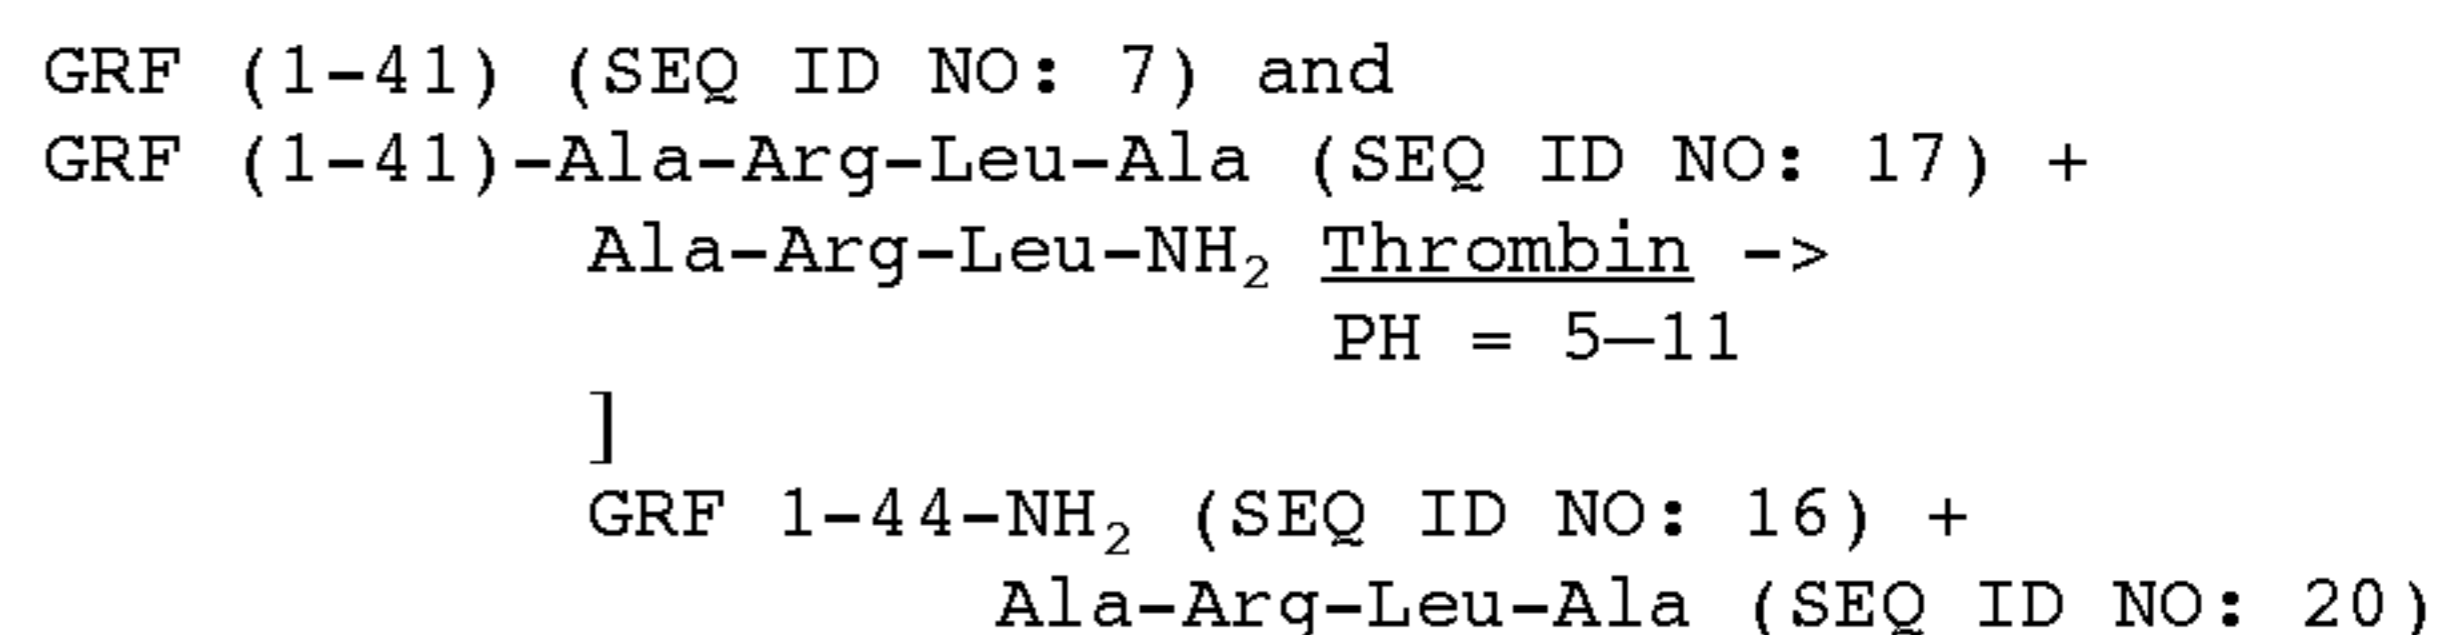 GRF (1-41) (SEQ ID NO: 7) and
GRF (1-41)-Ala-Arg-Leu-Ala (SEQ ID NO: 17) +
Ala-Arg-Leu-NH₂ Thrombin ->
PH = 5—11
]
GRF 1-44-NH₂ (SEQ ID NO: 16) +
Ala-Arg-Leu-Ala (SEQ ID NO: 20)